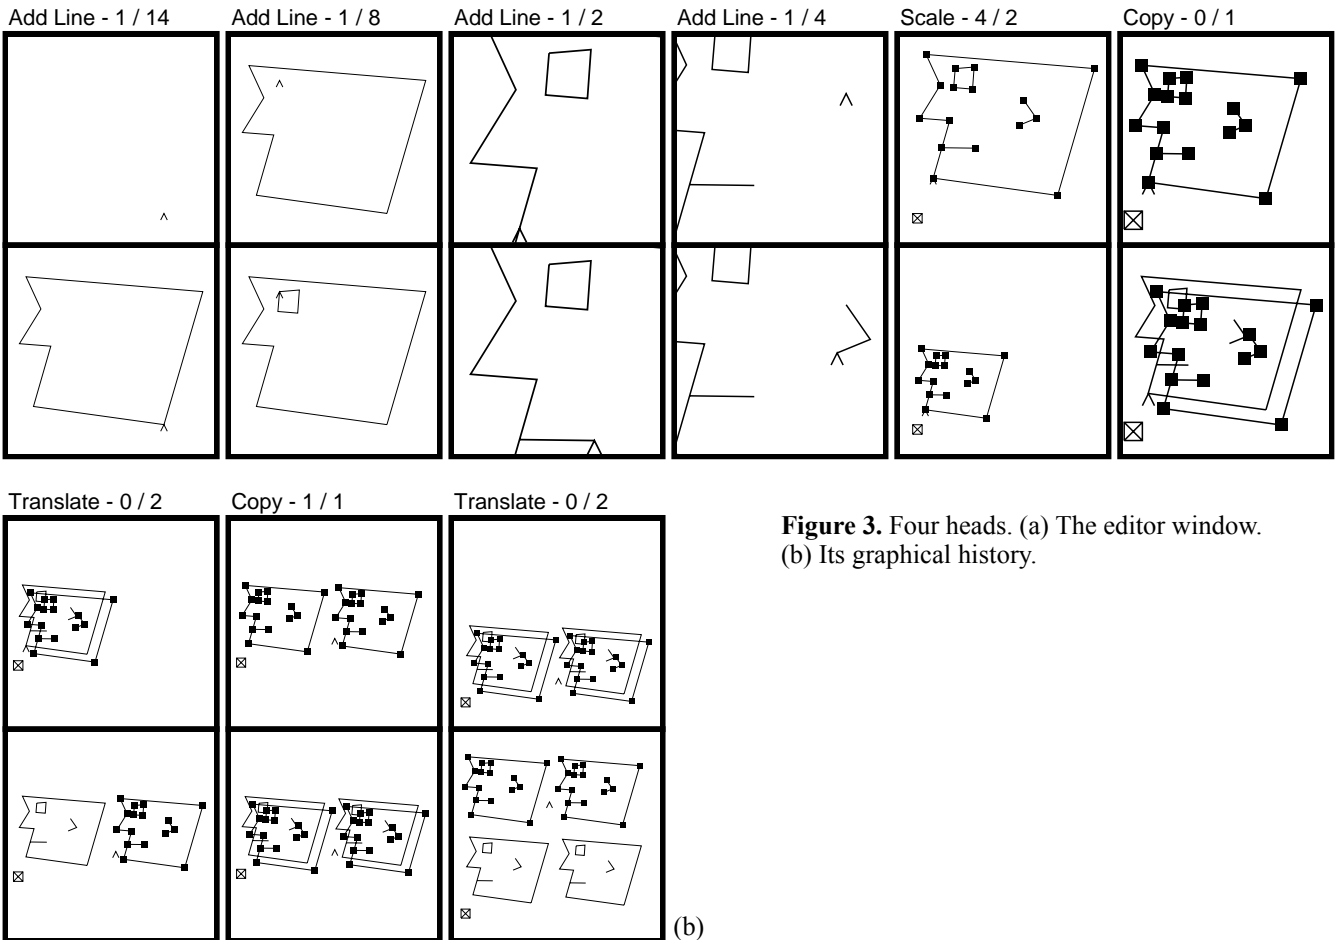 Add Line - 1 / 14
Add Line - 1 / 8
Add Line - 1 / 2
Add Line - 1 / 4
Scale - 4 / 2
Copy - 0 / 1
Translate - 0 / 2
Copy - 1 / 1
Translate - 0 / 2
Figure 3. Four heads. (a) The editor window.
(b) Its graphical history.
(b)